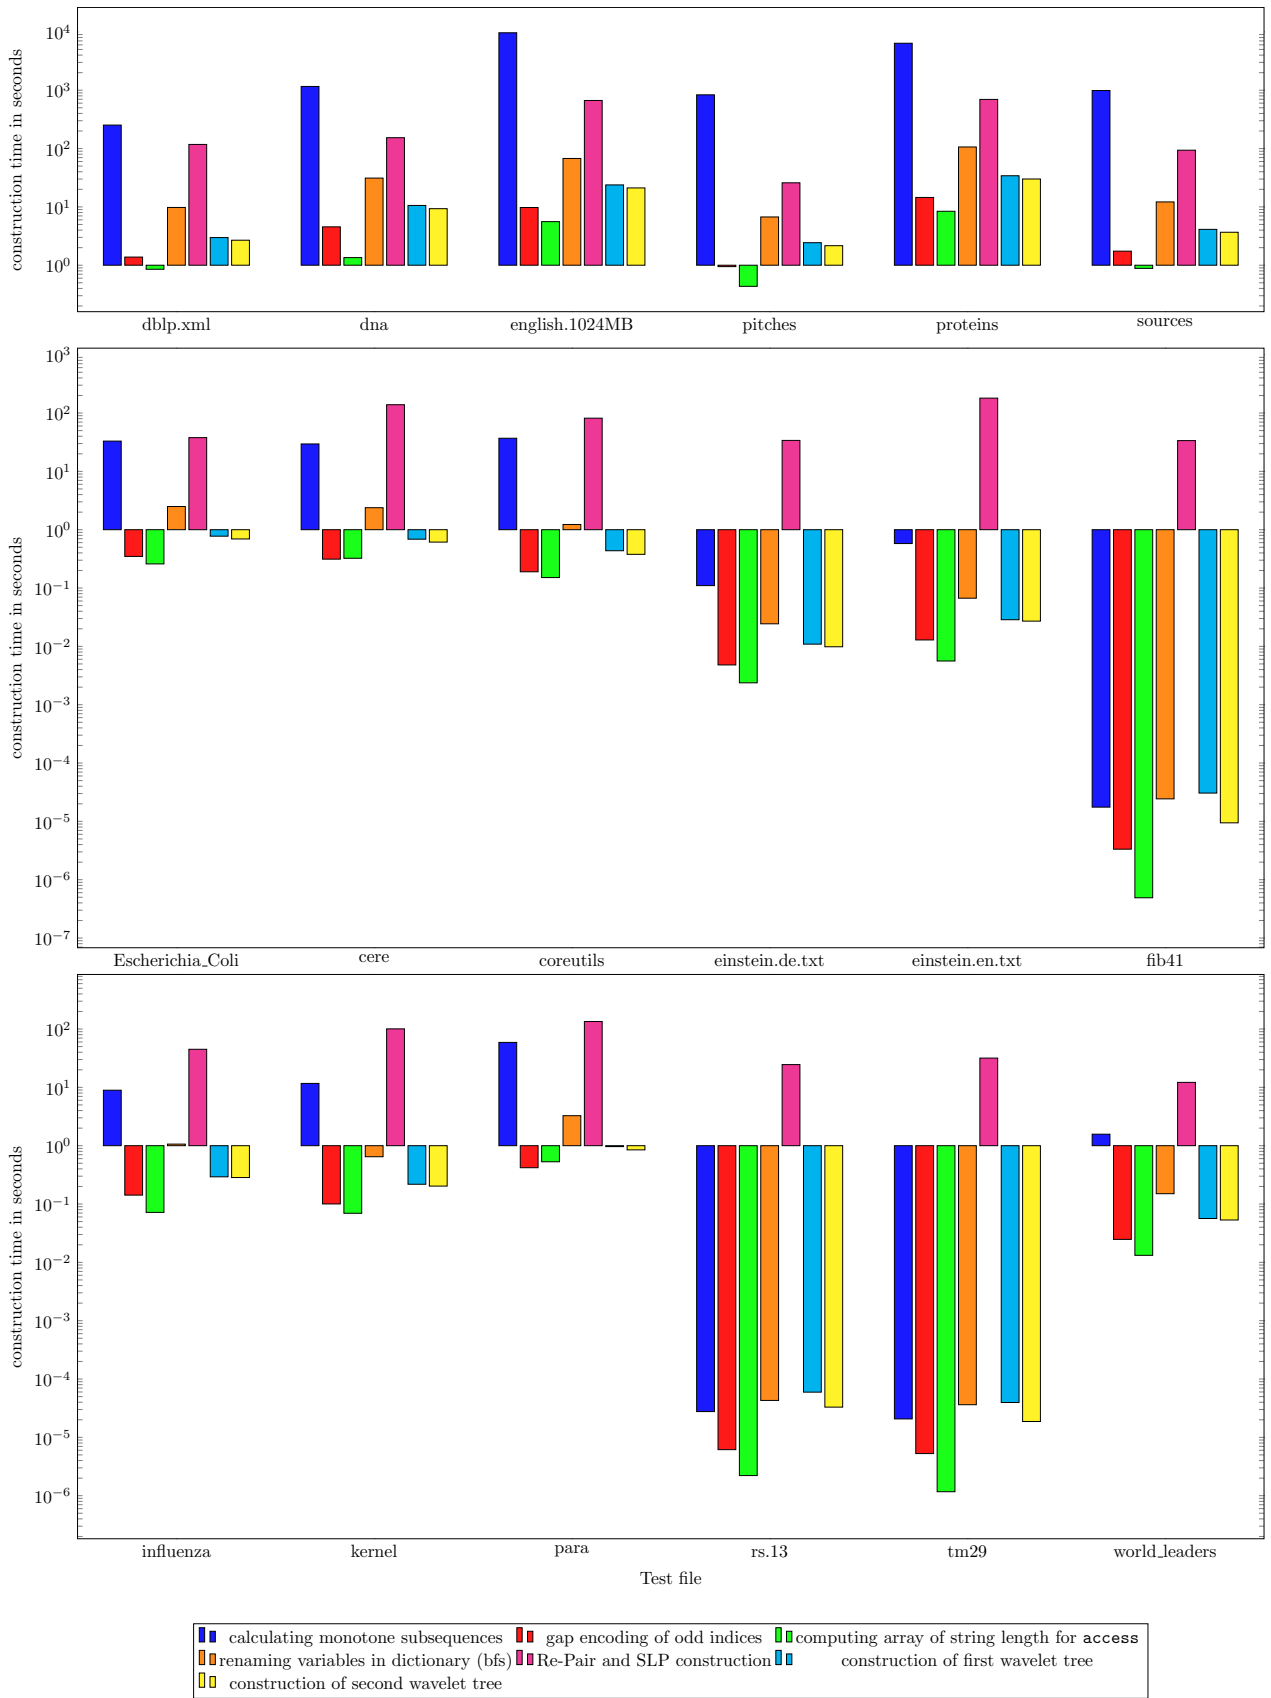 construction time in seconds
10^4
10^3
10^2
10^1
10^0
dblp.xml dna english.1024MB pitches proteins sources
construction time in seconds
10^3
10^2
10^1
10^0
10^−1
10^−2
10^−3
10^−4
10^−5
10^−6
10^−7
Escherichia_Coli cere coreutils einstein.de.txt einstein.en.txt fib41
construction time in seconds
10^2
10^1
10^0
10^−1
10^−2
10^−3
10^−4
10^−5
10^−6
influenza kernel para rs.13 tm29 world_leaders
Test file
calculating monotone subsequences gap encoding of odd indices computing array of string length for access
renaming variables in dictionary (bfs) Re-Pair and SLP construction construction of first wavelet tree
construction of second wavelet tree